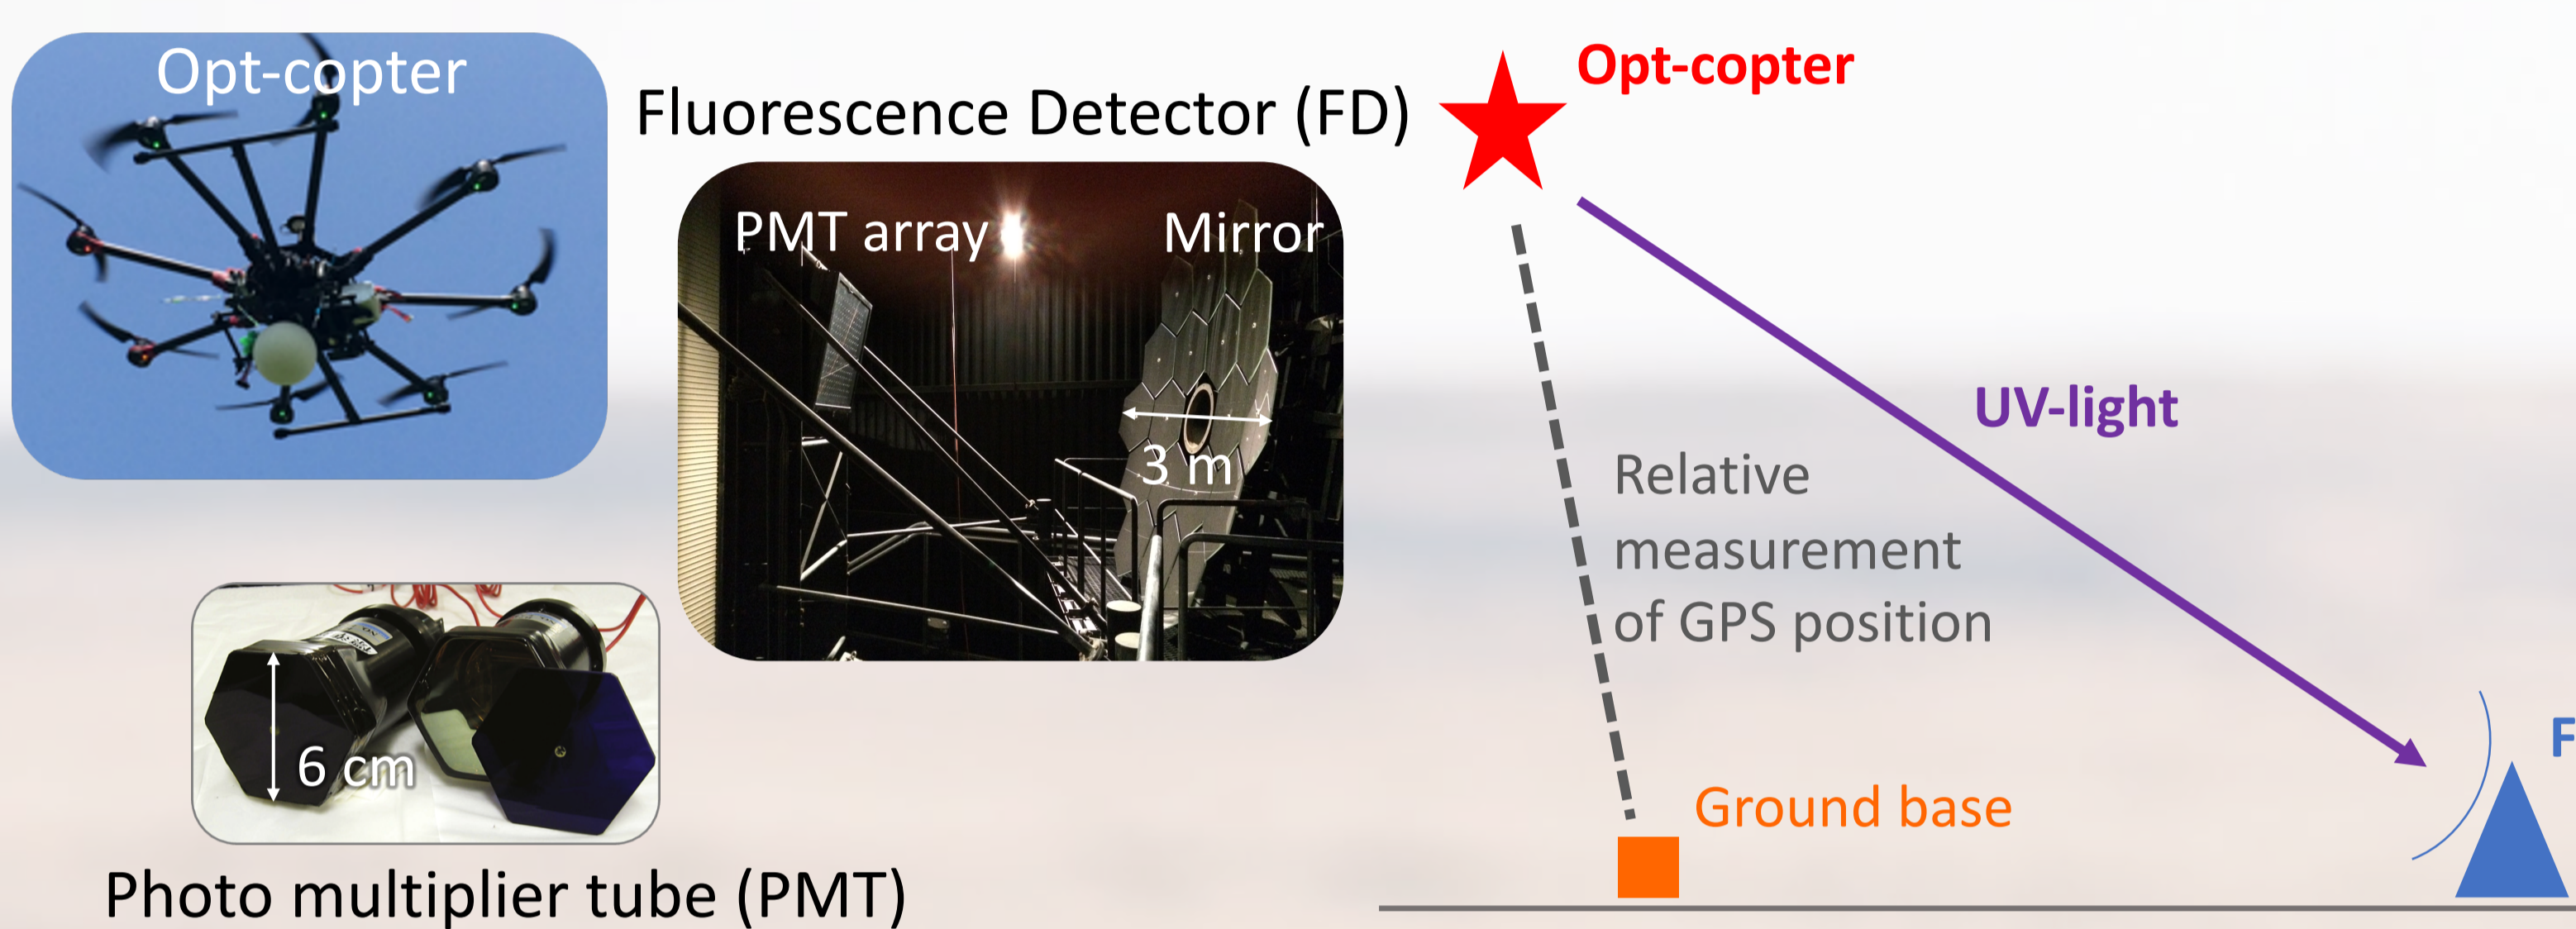 Opt-copter
Fluorescence Detector (FD)
PMT array
Mirror
3 m
6 cm
Photo multiplier tube (PMT)
Opt-copter
UV-light
Relative
measurement
of GPS position
Ground base
F